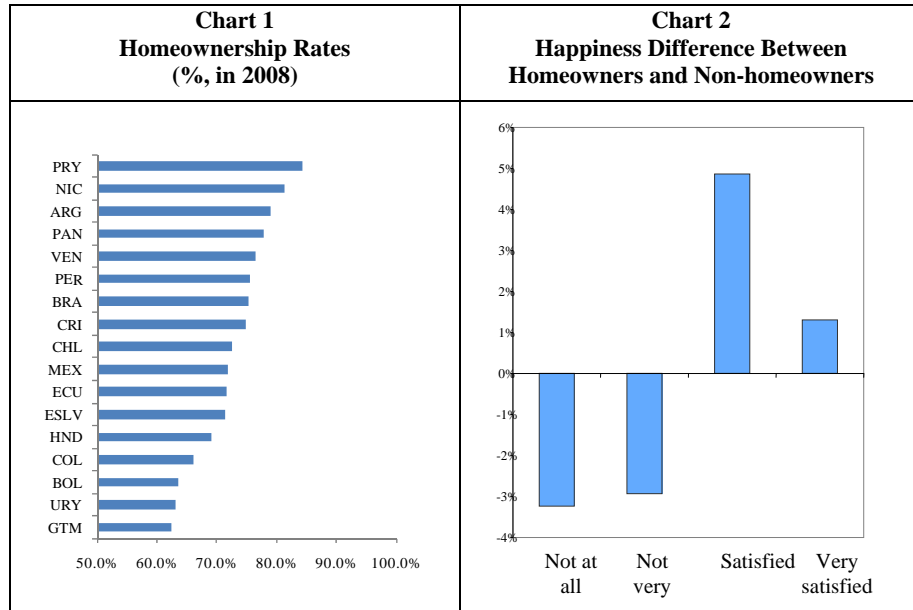 Chart 1
Homeownership Rates
(%, in 2008)
Chart 2
Happiness Difference Between
Homeowners and Non-homeowners
PRY
NIC
ARG
PAN
VEN
PER
BRA
CRI
CHL
MEX
ECU
ESLV
HND
COL
BOL
URY
GTM
50.0% 60.0% 70.0% 80.0% 90.0% 100.0%
6%
5%
4%
3%
2%
1%
0%
-1%
-2%
-3%
-4%
Not at
all
Not
very
Satisfied
Very
satisfied